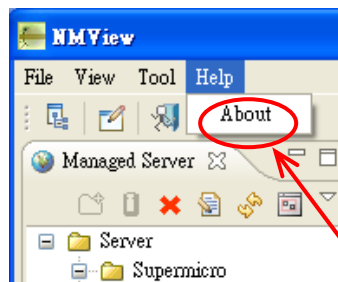 NMView
File View Tool Help
About
Managed Server
Server
Supermicro